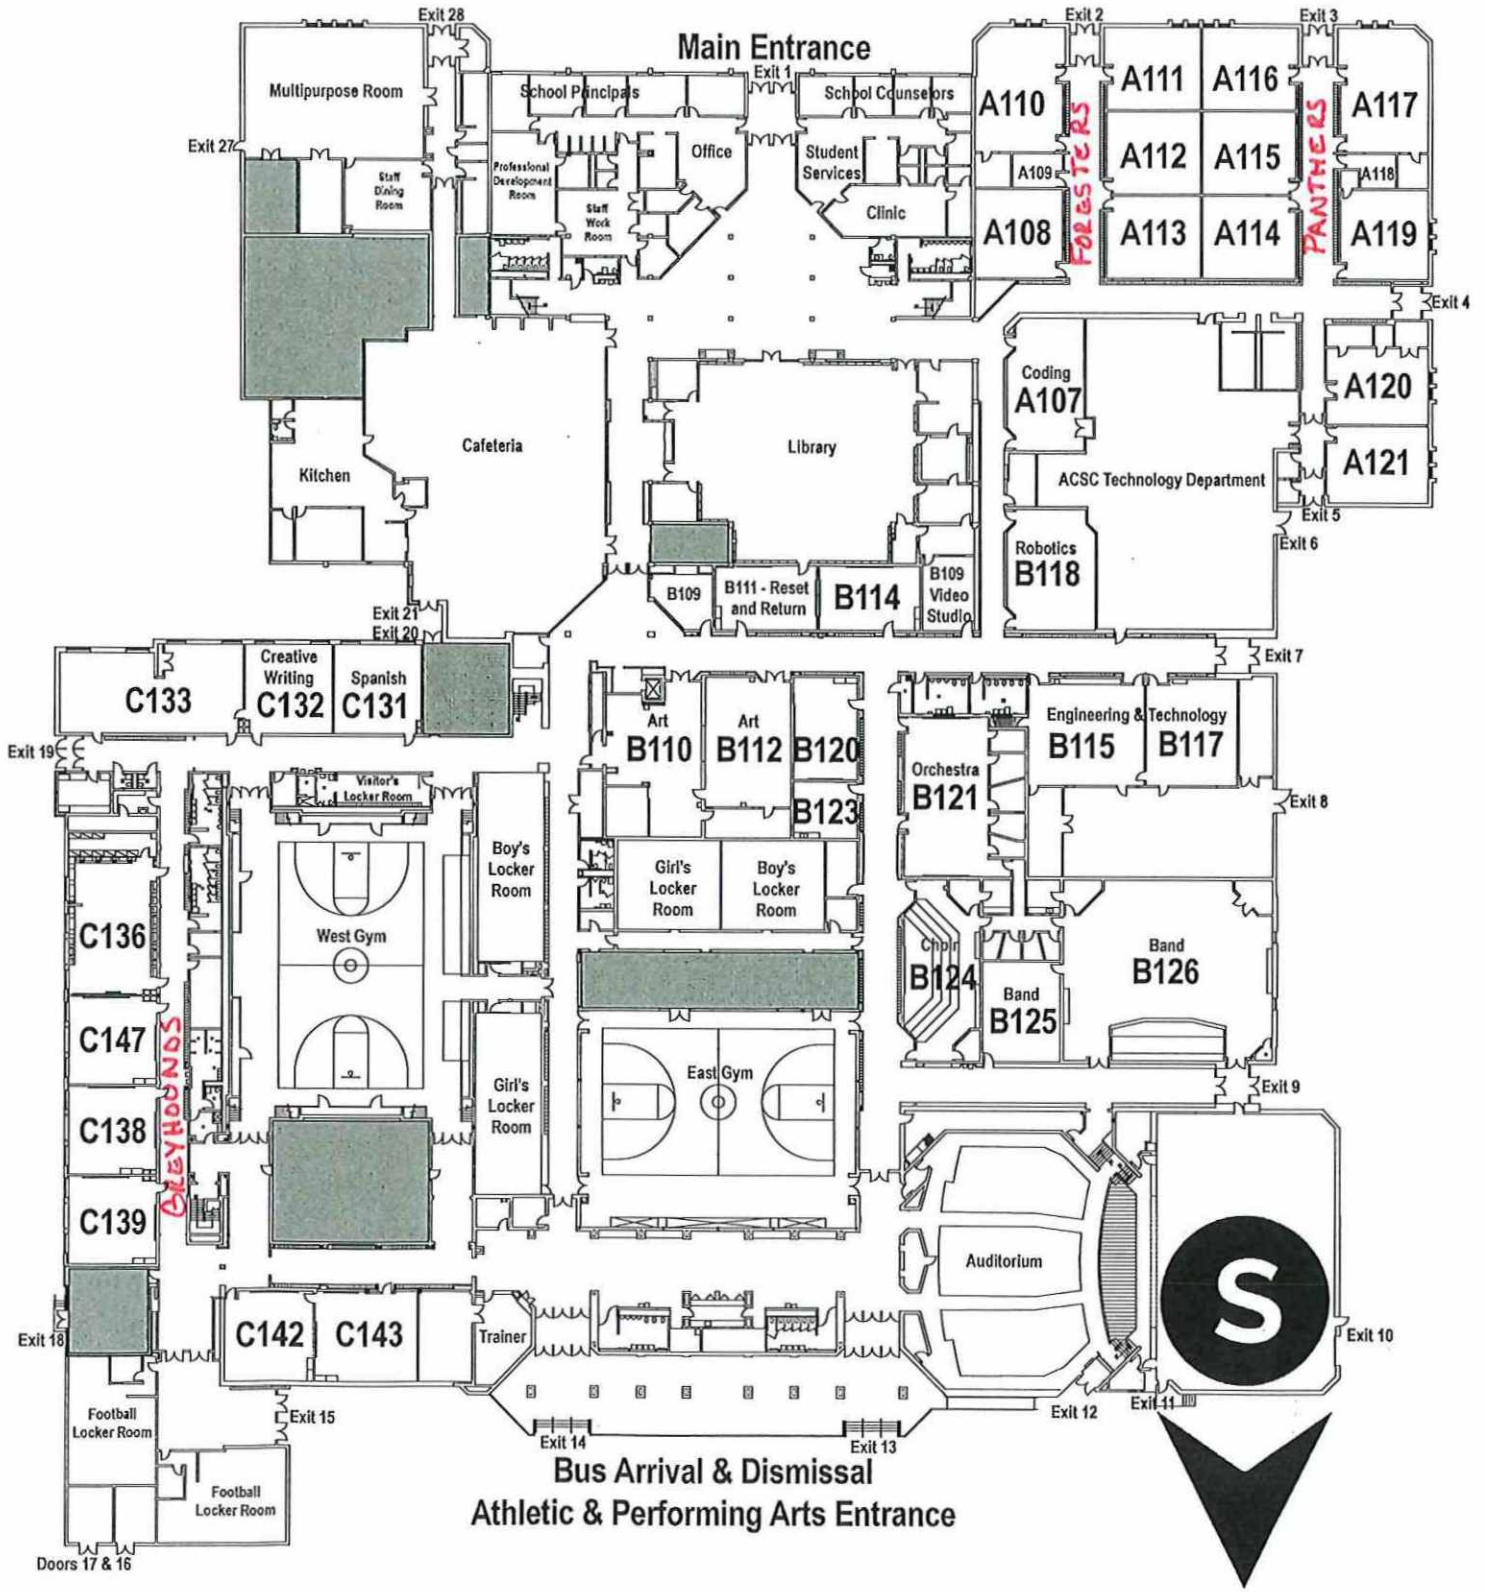 Exit 28
Main Entrance
Exit 1
Exit 2
Exit 3
Multipurpose Room
School Principals
School Counselors
A110
A111
A116
A117
Exit 27
Professional
Development
Room
Office
Student
Services
A109
A112
A115
A118
Staff
Dining
Room
Staff
Work
Room
Clinic
A108
FORESTERS
A113
A114
PANTHERS
A119
Exit 4
Coding
A107
A120
Cafeteria
Library
Kitchen
ACSC Technology Department
A121
Exit 5
Exit 6
Robotics
B118
B109
B111 - Reset
and Return
B114
B109
Video
Studio
Exit 21
Exit 20
Exit 7
C133
Creative
Writing
C132
Spanish
C131
Art
B110
Art
B112
B120
Engineering & Technology
B115
B117
Exit 19
Orchestra
B121
B123
Exit 8
Visitor's
Locker Room
Boy's
Locker
Room
Girl's
Locker
Room
Boy's
Locker
Room
C136
West Gym
Choir
B124
Band
B125
Band
B126
C147
GREYHOUNDS
East Gym
Girl's
Locker
Room
Exit 9
C138
C139
Auditorium
S
Exit 18
C142
C143
Trainer
Exit 10
Football
Locker Room
Exit 15
Exit 14
Exit 13
Exit 12
Exit 11
Bus Arrival & Dismissal
Athletic & Performing Arts Entrance
Football
Locker Room
Doors 17 & 16